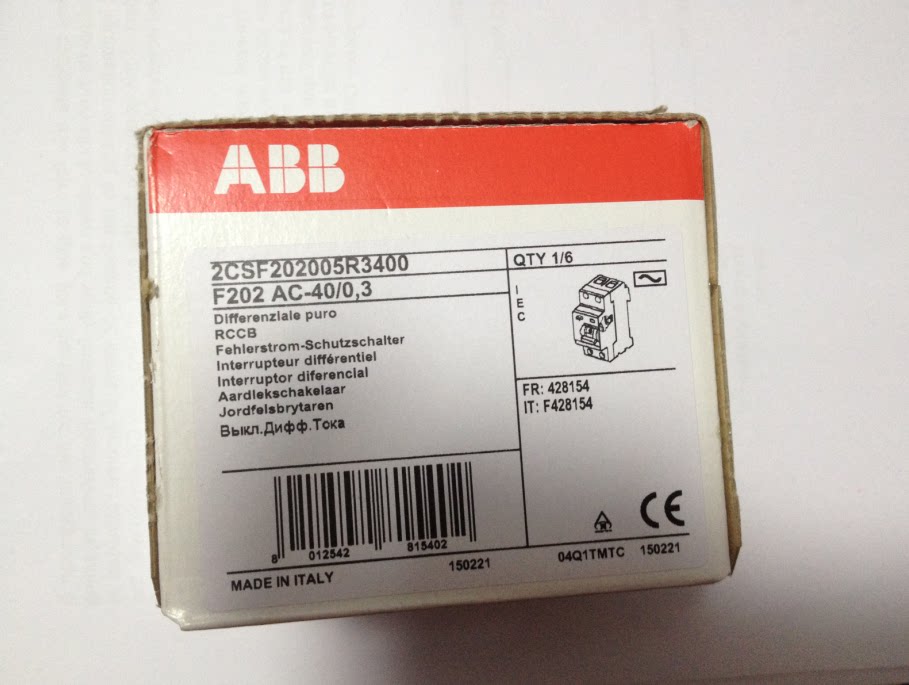 ABB
2CSF202005R3400
QTY 1/6
F202 AC-40/0,3
Differenziale puro
RCCB
Fehlerstrom-Schutzschalter
Interrupteur différentiel
Interruptor diferencial
Aardlekschakelaar
Jordfelsbrytaren
Выкл.Дифф.Тока
I
E
C
FR: 428154
IT: F428154
8 012542 815402
CE
MADE IN ITALY
150221
04Q1TMTC 150221